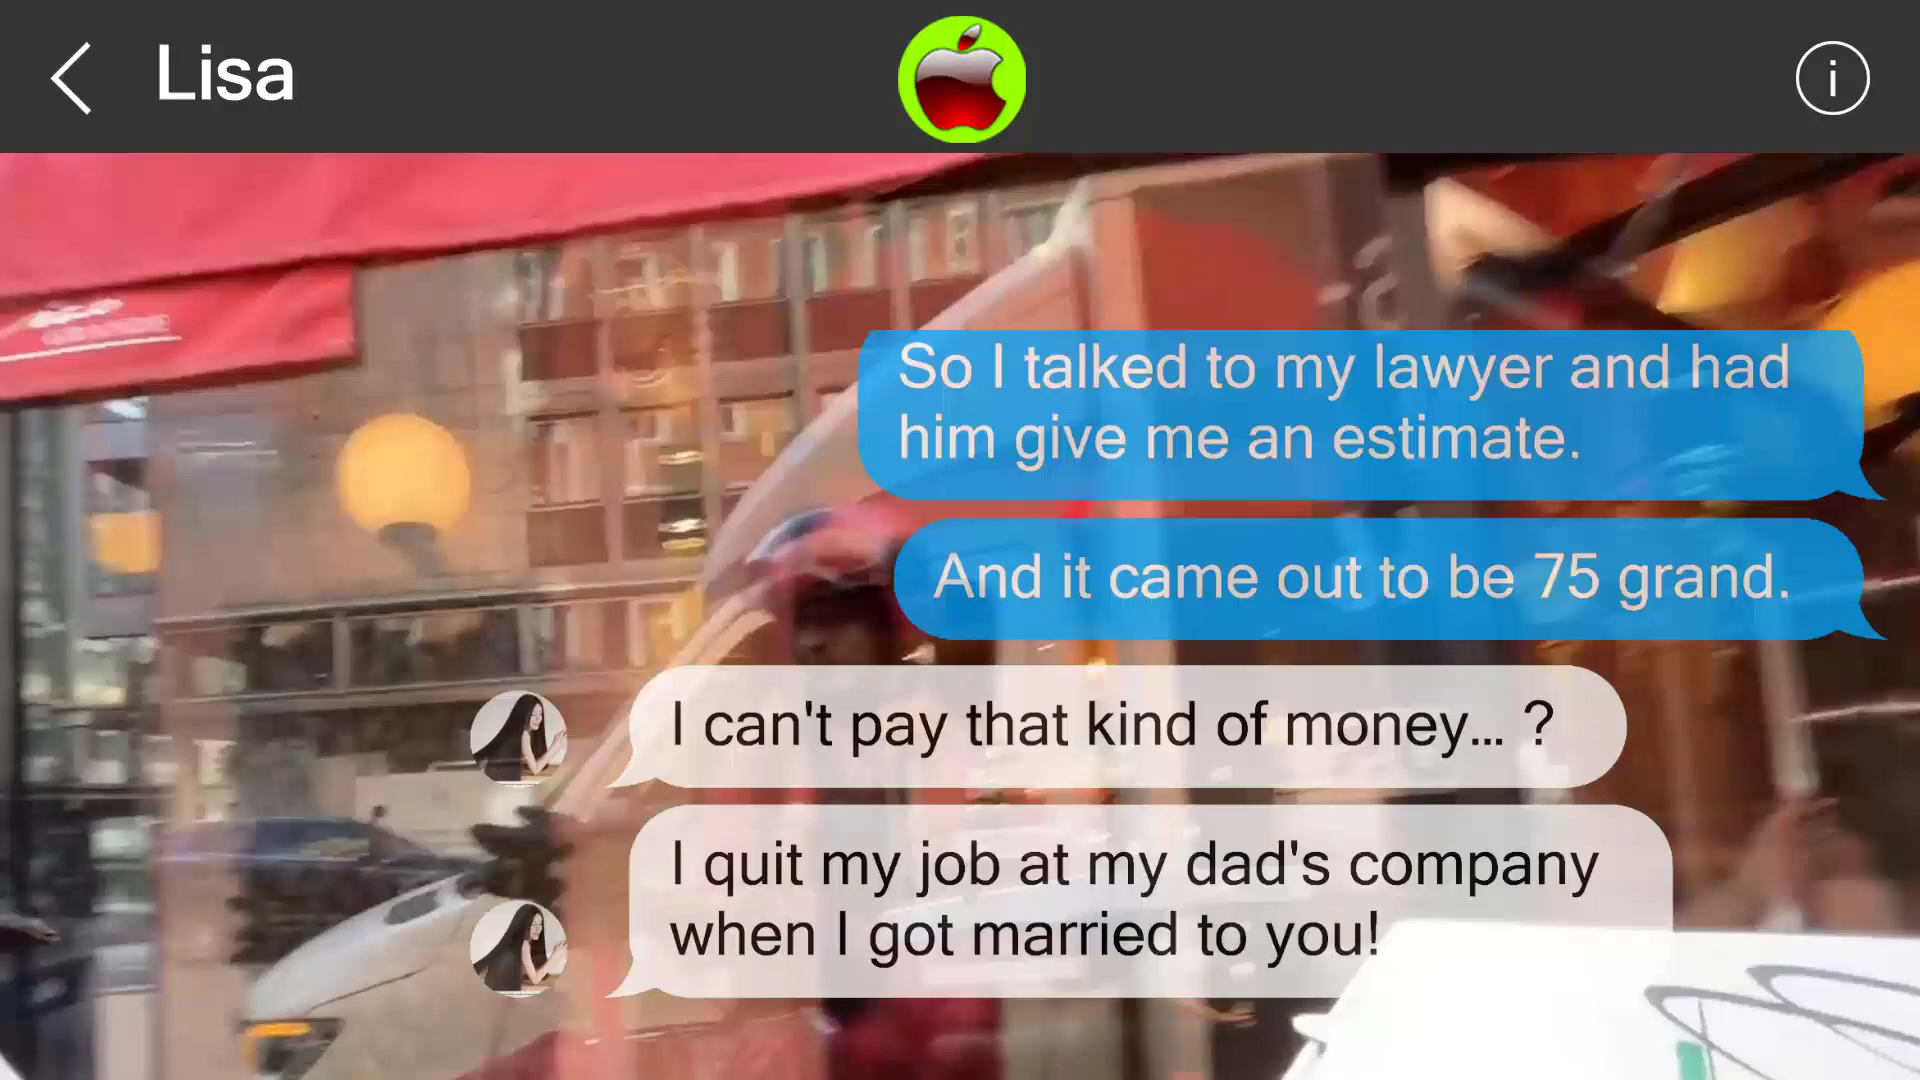 Lisa
So I talked to my lawyer and had
him give me an estimate.
And it came out to be 75 grand.
I can't pay that kind of money... ?
I quit my job at my dad's company
when I got married to you!